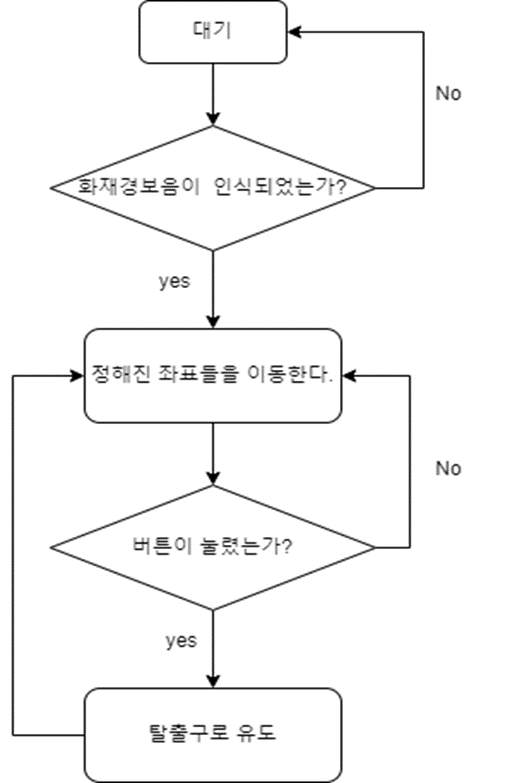 대기
No
화재경보음이 인식되었는가?
yes
정해진 좌표들을 이동한다.
No
버튼이 눌렸는가?
yes
탈출구로 유도